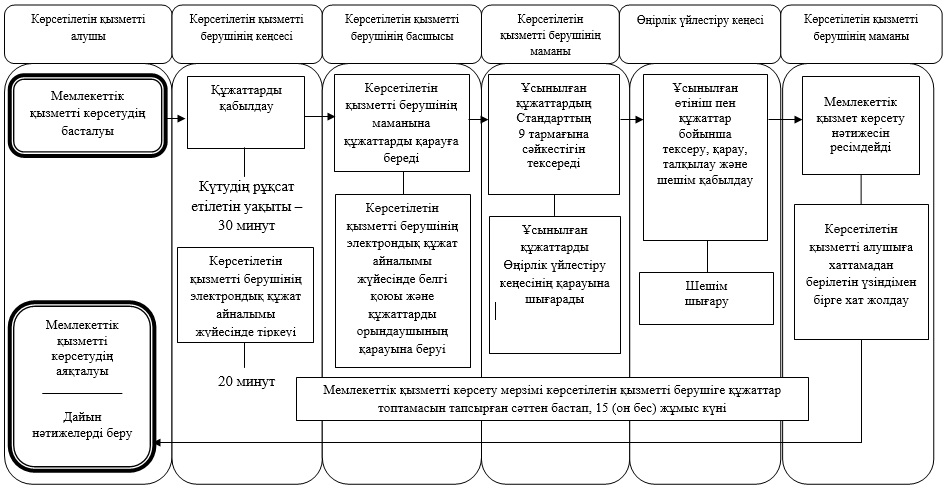 Көрсетілетін қызметті
алушы
Көрсетілетін қызметті
берушінің кеңсесі
Көрсетілетін қызметті
берушінің басшысы
Көрсетілетін
қызметті берушінің
маманы
Өңірлік үйлестіру кеңесі
Көрсетілетін қызметті
берушінің маманы
Мемлекеттік
қызметті көрсетудің
басталуы
Құжаттарды
қабылдау
Күтудің рұқсат
етілетін уақыты –
30 минут
Көрсетілетін
қызметті берушінің
электрондық құжат
айналымы
жүйесінде тіркеуі
20 минут
Көрсетілетін
қызметті берушінің
маманына
құжаттарды қарауға
береді
Көрсетілетін
қызметті берушінің
электрондық құжат
айналымы
жүйесінде белгі
қоюы және
құжаттарды
орындаушының
қарауына беруі
Ұсынылған
құжаттардың
Стандарттың
9 тармағына
сәйкестігін
тексереді
Ұсынылған
құжаттарды
Өңірлік үйлестіру
кеңесінің қарауына
шығарады
Ұсынылған
өтініш пен
құжаттар
бойынша
тексеру, қарау,
талқылау және
шешім қабылдау
Шешім
шығару
Мемлекеттік
қызмет көрсету
нәтижесін
ресімдейді
Көрсетілетін
қызметті алушыға
хаттамадан
берілетін үзіндімен
бірге хат жолдау
Мемлекеттік қызметті көрсету мерзімі көрсетілетін қызметті берушіге құжаттар
топтамасын тапсырған сәттен бастап, 15 (он бес) жұмыс күні
Мемлекеттік
қызметті
көрсетудің
аяқталуы
Дайын
нәтижелерді беру